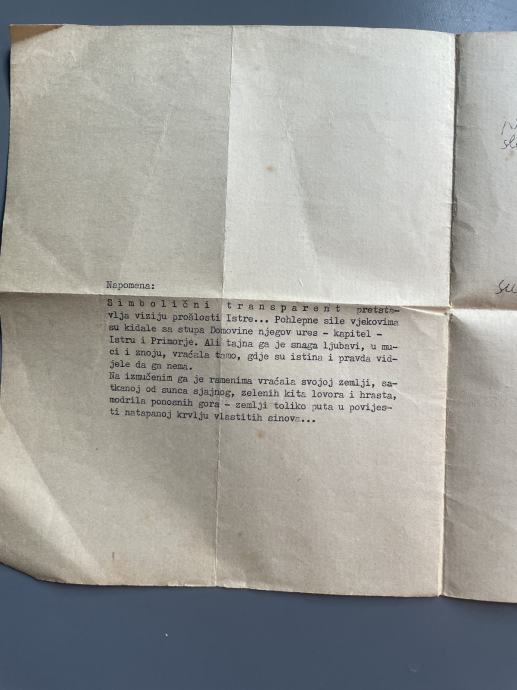 Napomena:
S i m b o l i č n i t r a n s p a r e n t pretsta-
vlja viziju prošlosti Istre... Pohlepne sile vjekovima
su kidale sa stupa Domovine njegov ures - kapitel -
Istru i Primorje. Ali tajna ga je snaga ljubavi, u mu-
ci i znoju, vraćala tamo, gdje su istina i pravda vid-
jele da ga nema.
Na izmučenim ga je ramenima vraćala svojoj zemlji, sa-
tkanoj od sunca sjajnog, zelenih kita lovora i hrasta,
modrila ponosnih gora - zemlji toliko puta u povijes-
ti natapanoj krvlju vlastitih sinova...